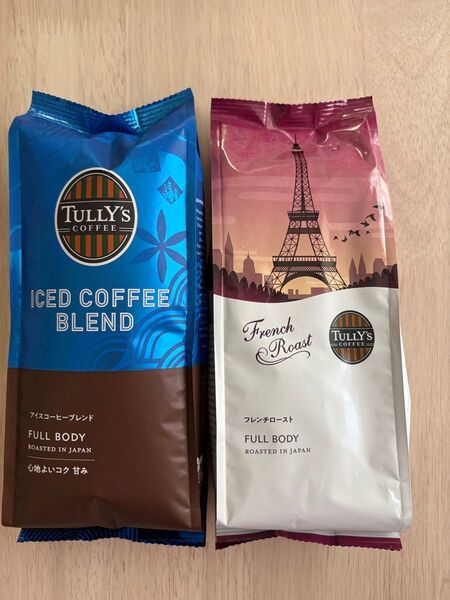 TULLY'S
COFFEE
ICED COFFEE
BLEND
アイスコーヒーブレンド
FULL BODY
ROASTED IN JAPAN
心地よいコク 甘み
French
Roast
TULLY'S
COFFEE
フレンチロースト
FULL BODY
ROASTED IN JAPAN